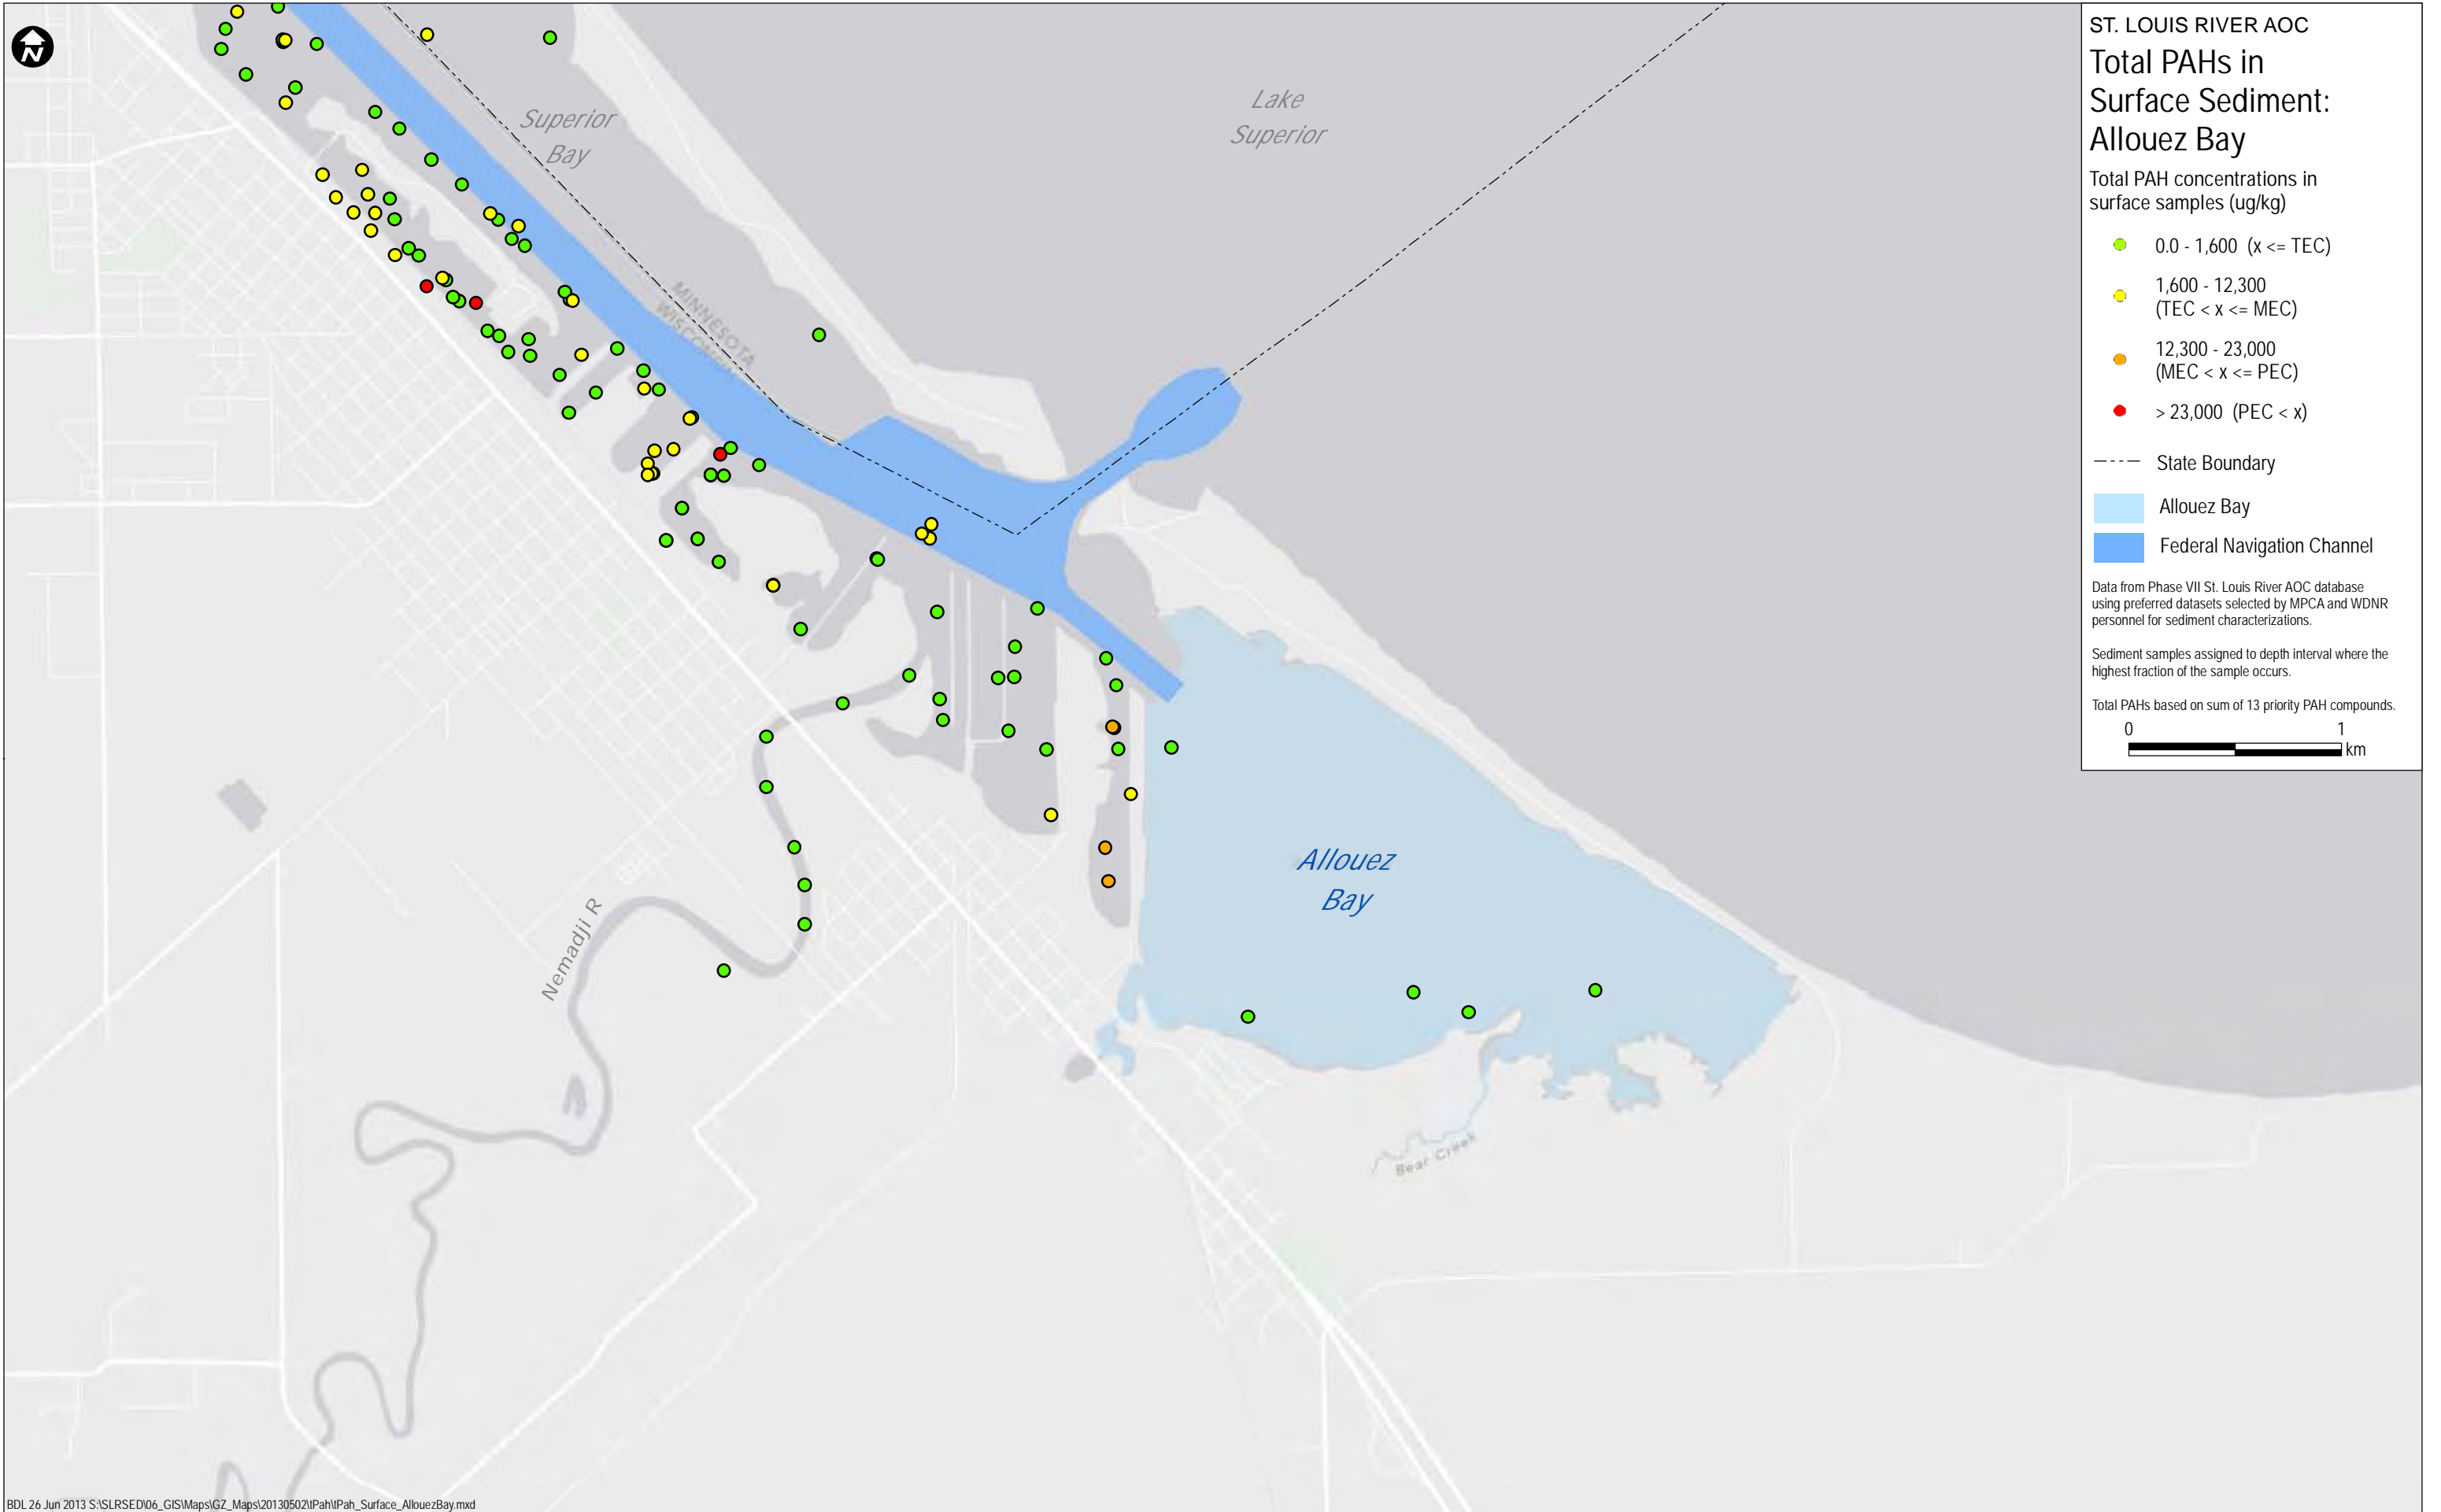 N
Superior
Bay
Lake
Superior
MINNESOTA
WISCONSIN
Allouez
Bay
Nemadji R
Bear Creek
ST. LOUIS RIVER AOC
Total PAHs in
Surface Sediment:
Allouez Bay
Total PAH concentrations in
surface samples (ug/kg)
0.0 - 1,600 (x <= TEC)
1,600 - 12,300
(TEC < x <= MEC)
12,300 - 23,000
(MEC < x <= PEC)
> 23,000 (PEC < x)
State Boundary
Allouez Bay
Federal Navigation Channel
Data from Phase VII St. Louis River AOC database
using preferred datasets selected by MPCA and WDNR
personnel for sediment characterizations.
Sediment samples assigned to depth interval where the
highest fraction of the sample occurs.
Total PAHs based on sum of 13 priority PAH compounds.
0 1
km
BDL 26 Jun 2013 S:\SLRSED\06_GIS\Maps\GZ_Maps\20130502\tPah\tPah_Surface_AllouezBay.mxd